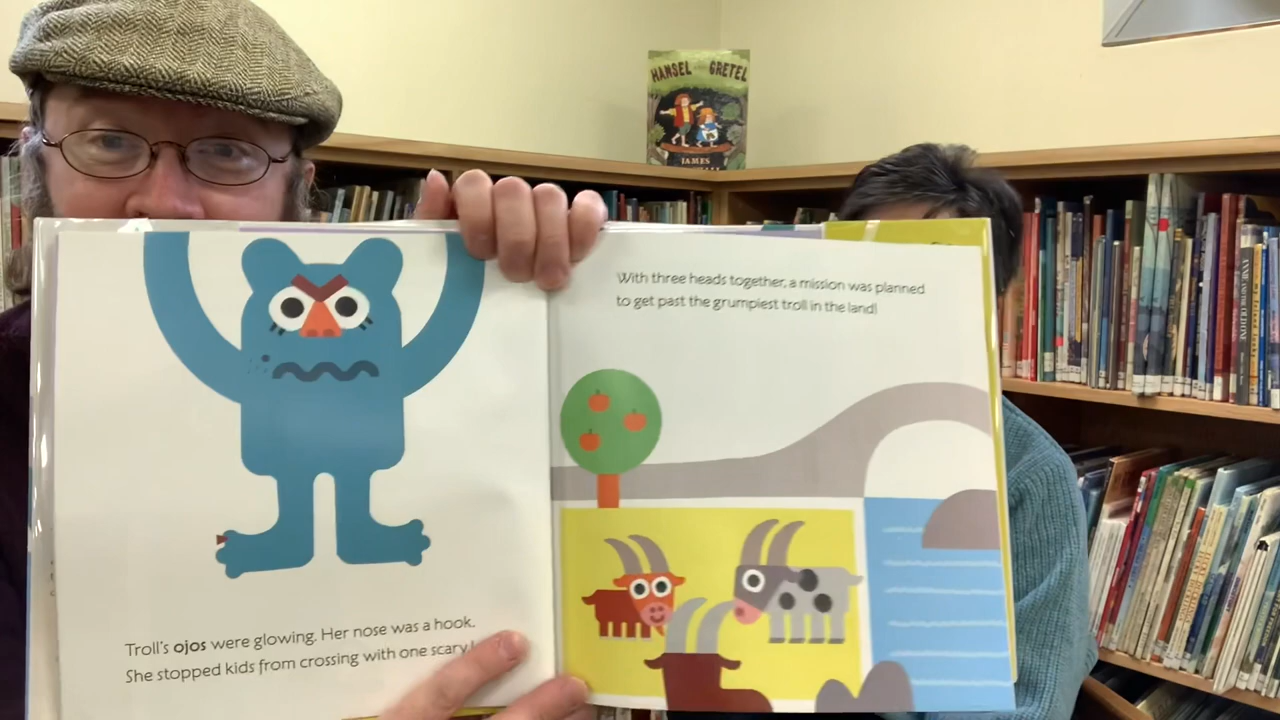 HANSEL AND GRETEL
JAMES
Troll's ojos were glowing. Her nose was a hook.
She stopped kids from crossing with one scary
With three heads together, a mission was planned
to get past the grumpiest troll in the land!